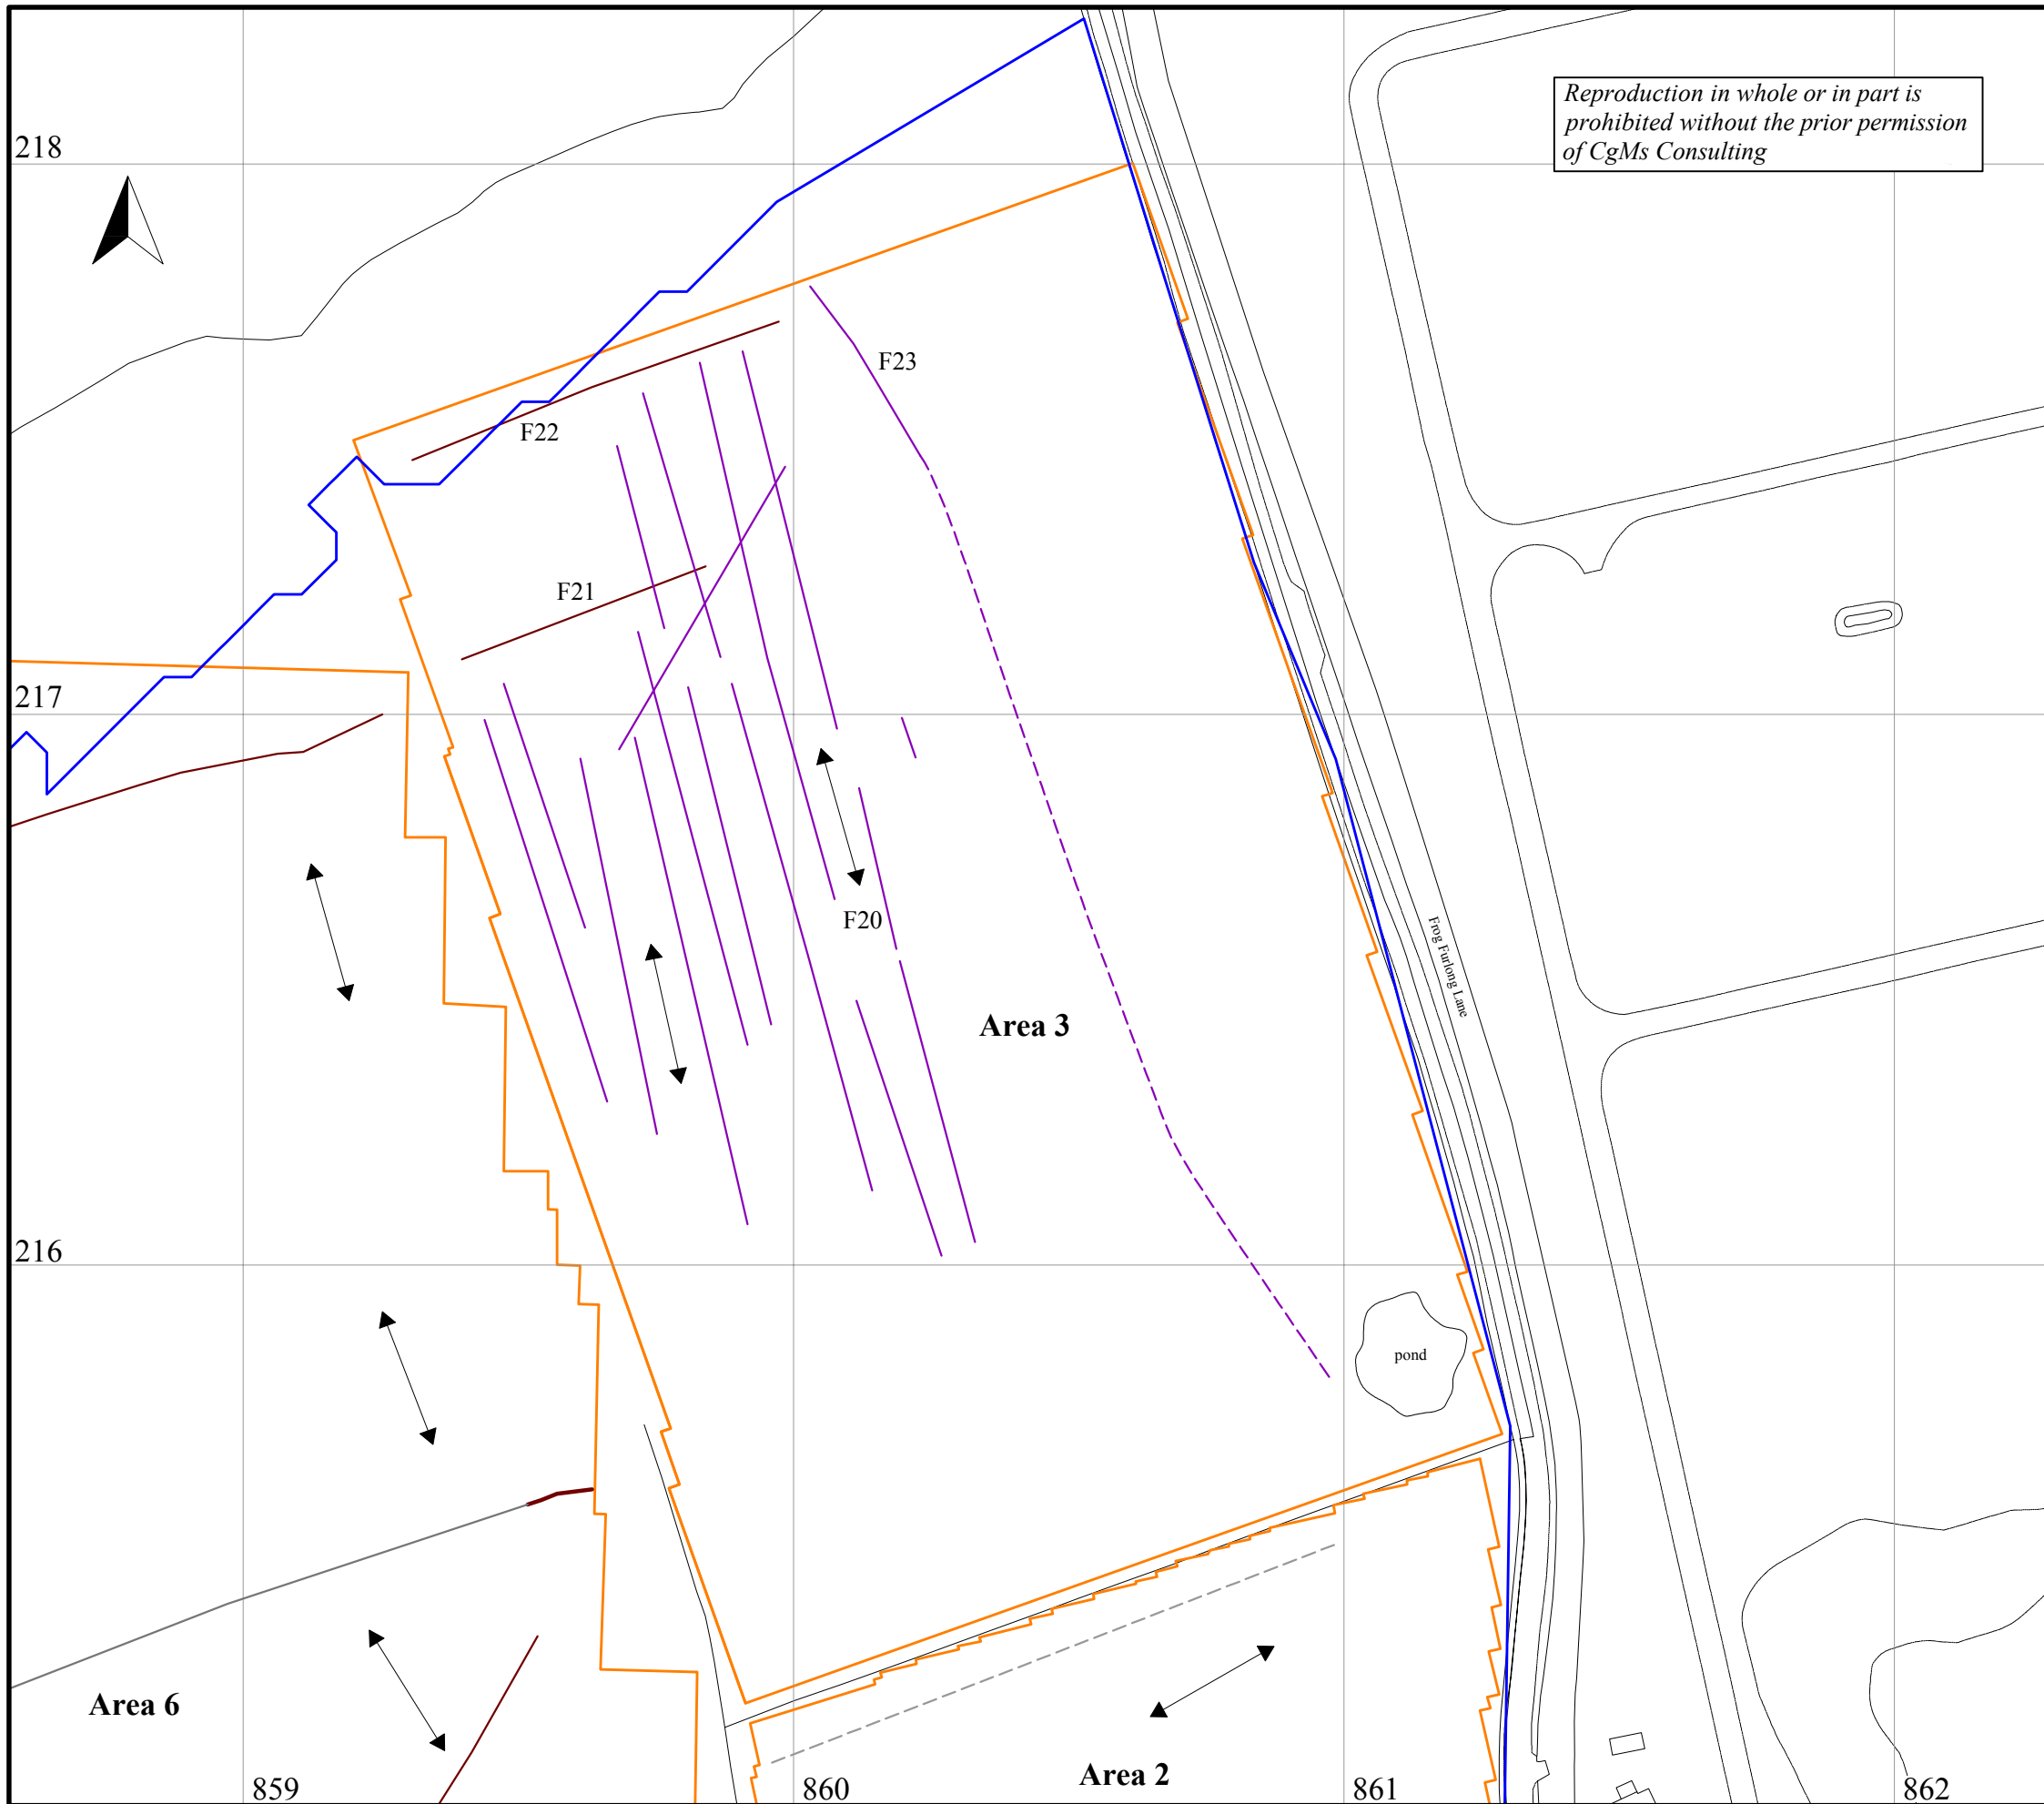 Reproduction in whole or in part is
prohibited without the prior permission
of CgMs Consulting
218
F23
F22
F21
217
F20
Frog Furlong Lane
Area 3
216
pond
Area 6
Area 2
859
860
861
862